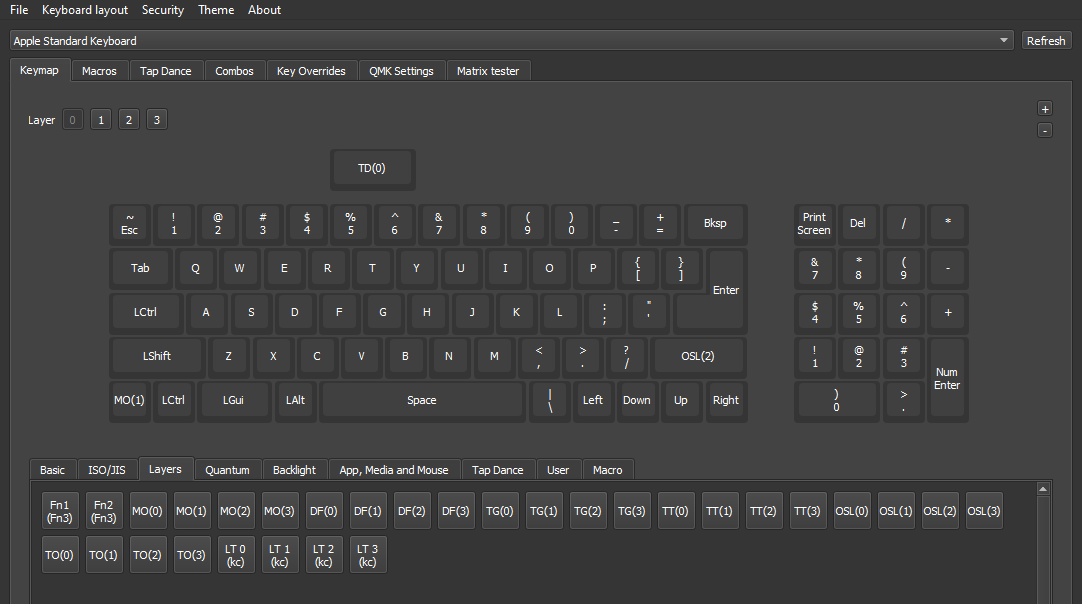 File Keyboard layout Security Theme About
Apple Standard Keyboard Refresh
Keymap Macros Tap Dance Combos Key Overrides QMK Settings Matrix tester
Layer 0 1 2 3 +
-
TD(0)
~ ! @ # $ % ^ & * ( ) _ +
Esc 1 2 3 4 5 6 7 8 9 0 - = Bksp
Print Screen Del / *
Tab Q W E R T Y U I O P { [ } ]
& 7 * 8 ( 9 -
Enter
LCtrl A S D F G H J K L : ; " '
$ 4 % 5 ^ 6 +
LShift Z X C V B N M < , > . ? / OSL(2)
! 1 @ 2 # 3 Num Enter
MO(1) LCtrl LGui LAlt Space | \ Left Down Up Right
) 0 > .
Basic ISO/JIS Layers Quantum Backlight App, Media and Mouse Tap Dance User Macro
Fn1 (Fn3) Fn2 (Fn3) MO(0) MO(1) MO(2) MO(3) DF(0) DF(1) DF(2) DF(3) TG(0) TG(1) TG(2) TG(3) TT(0) TT(1) TT(2) TT(3) OSL(0) OSL(1) OSL(2) OSL(3)
TO(0) TO(1) TO(2) TO(3) LT 0 (kc) LT 1 (kc) LT 2 (kc) LT 3 (kc)